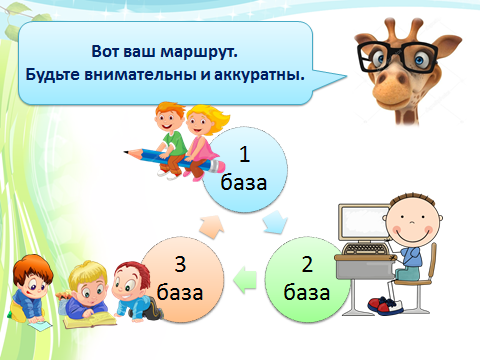 Вот ваш маршрут.
Будьте внимательны и аккуратны.
1
база
2
база
3
база